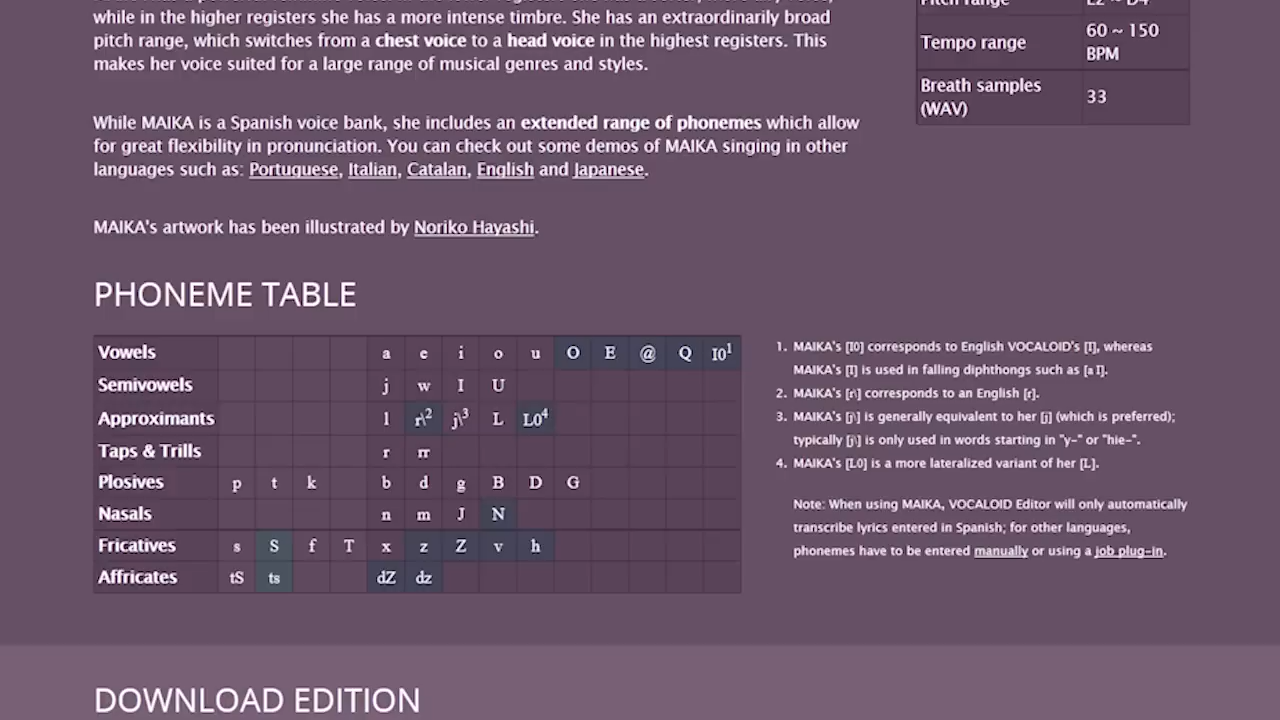 while in the higher registers she has a more intense timbre. She has an extraordinarily broad
pitch range, which switches from a chest voice to a head voice in the highest registers. This
makes her voice suited for a large range of musical genres and styles.
While MAIKA is a Spanish voice bank, she includes an extended range of phonemes which allow
for great flexibility in pronunciation. You can check out some demos of MAIKA singing in other
languages such as: Portuguese, Italian, Catalan, English and Japanese.
MAIKA's artwork has been illustrated by Noriko Hayashi.
Pitch range E2 ~ D4
Tempo range 60 ~ 150
BPM
Breath samples
(WAV) 33
PHONEME TABLE
Vowels a e i o u O E @ Q I0¹
Semivowels j w I U
Approximants l r\² j\³ L L0⁴
Taps & Trills r rr
Plosives p t k b d g B D G
Nasals n m J N
Fricatives s S f T x z Z v h
Affricates tS ts dZ dz
1. MAIKA's [I0] corresponds to English VOCALOID's [I], whereas
MAIKA's [I] is used in falling diphthongs such as [a I].
2. MAIKA's [r\] corresponds to an English [r].
3. MAIKA's [j\] is generally equivalent to her [j] (which is preferred);
typically [j\] is only used in words starting in "y-" or "hie-".
4. MAIKA's [L0] is a more lateralized variant of her [L].
Note: When using MAIKA, VOCALOID Editor will only automatically
transcribe lyrics entered in Spanish; for other languages,
phonemes have to be entered manually or using a job plug-in.
DOWNLOAD EDITION